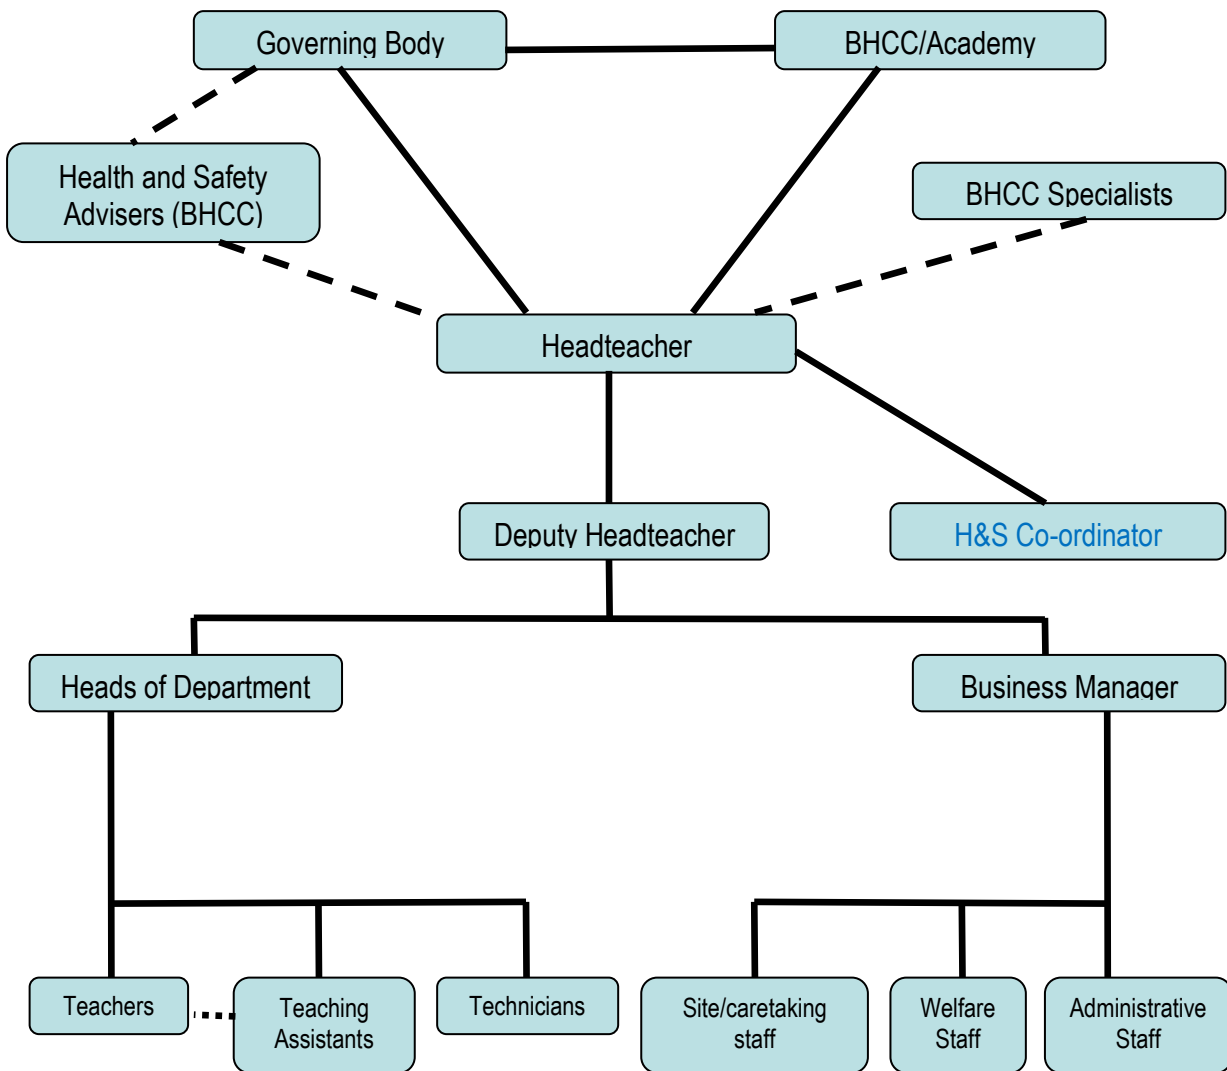 Governing Body
BHCC/Academy
Health and Safety
Advisers (BHCC)
BHCC Specialists
Headteacher
Deputy Headteacher
H&S Co-ordinator
Heads of Department
Business Manager
Teachers
Teaching
Assistants
Technicians
Site/caretaking
staff
Welfare
Staff
Administrative
Staff